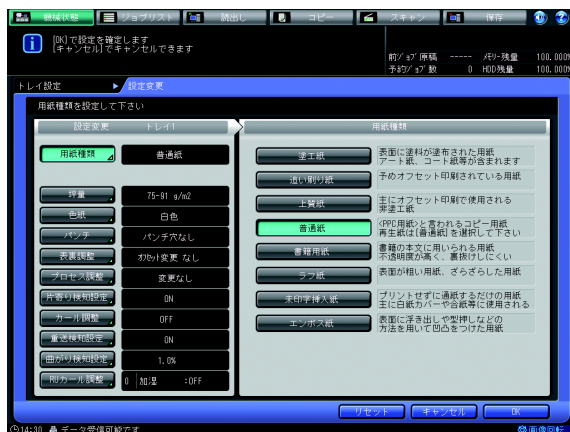 機械状態 ジョブリスト 読出し コピー スキャン 保存
[OK]で設定を確定します
[キャンセル]でキャンセルできます
前ｼﾞｮﾌﾞ原稿 ----- ﾒﾓﾘｰ残量 100.000%
予約ｼﾞｮﾌﾞ数 0 HDD残量 100.000%
トレイ設定 設定変更
用紙種類を設定して下さい
設定変更 トレイ1 用紙種類
用紙種類 普通紙
坪量 75-91 g/m2
色紙 白色
パンチ パンチ穴なし
表裏調整 ｵﾌｾｯﾄ変更 なし
プロセス調整 変更なし
片寄り検知設定 ON
カール調整 OFF
重送検知設定 ON
曲がり検知設定 1.0%
RUカール調整 0 加湿 :OFF
塗工紙 表面に塗料が塗布された用紙
アート紙、コート紙等が含まれます
追い刷り紙 予めオフセット印刷されている用紙
上質紙 主にオフセット印刷で使用される
非塗工紙
普通紙 <PPC用紙>と言われるコピー用紙
再生紙は[普通紙]を選択して下さい
書籍用紙 書籍の本文に用いられる用紙
不透明度が高く、裏抜けしにくい
ラフ紙 表面が粗い用紙、ざらざらした用紙
未印字挿入紙 プリントせずに通紙するだけの用紙
主に白紙カバーや合紙等に使用される
エンボス紙 表面に浮き出しや型押しなどの
方法を用いて凹凸をつけた用紙
リセット キャンセル OK
14:30 データ受信可能です 画像回転